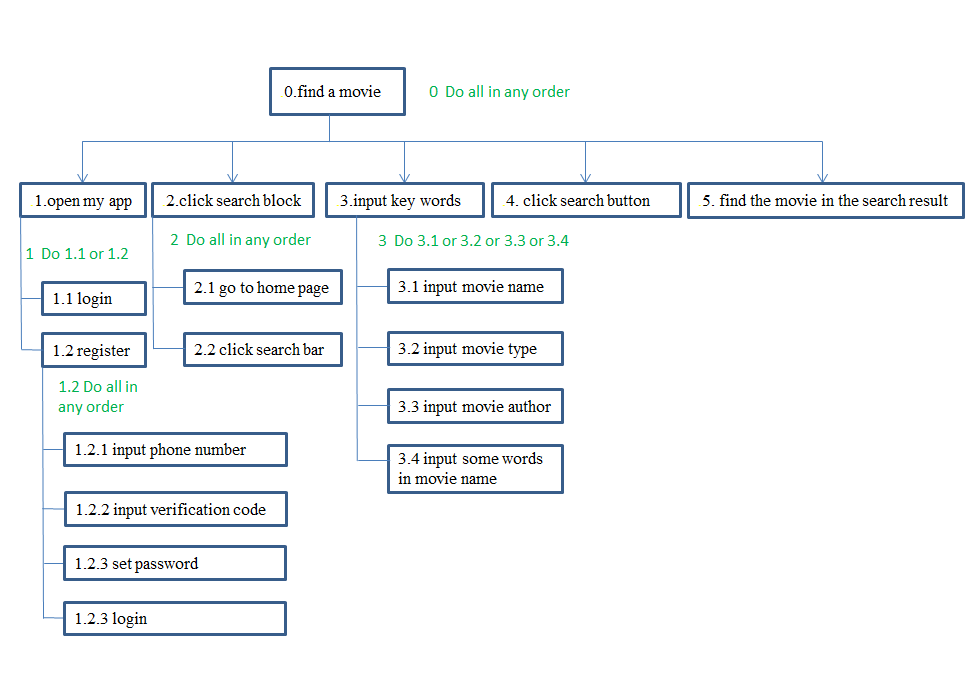 0.find a movie
0 Do all in any order
1.open my app
2.click search block
3.input key words
4. click search button
5. find the movie in the search result
1 Do 1.1 or 1.2
1.1 login
1.2 register
1.2 Do all in
any order
1.2.1 input phone number
1.2.2 input verification code
1.2.3 set password
1.2.3 login
2 Do all in any order
2.1 go to home page
2.2 click search bar
3 Do 3.1 or 3.2 or 3.3 or 3.4
3.1 input movie name
3.2 input movie type
3.3 input movie author
3.4 input some words
in movie name